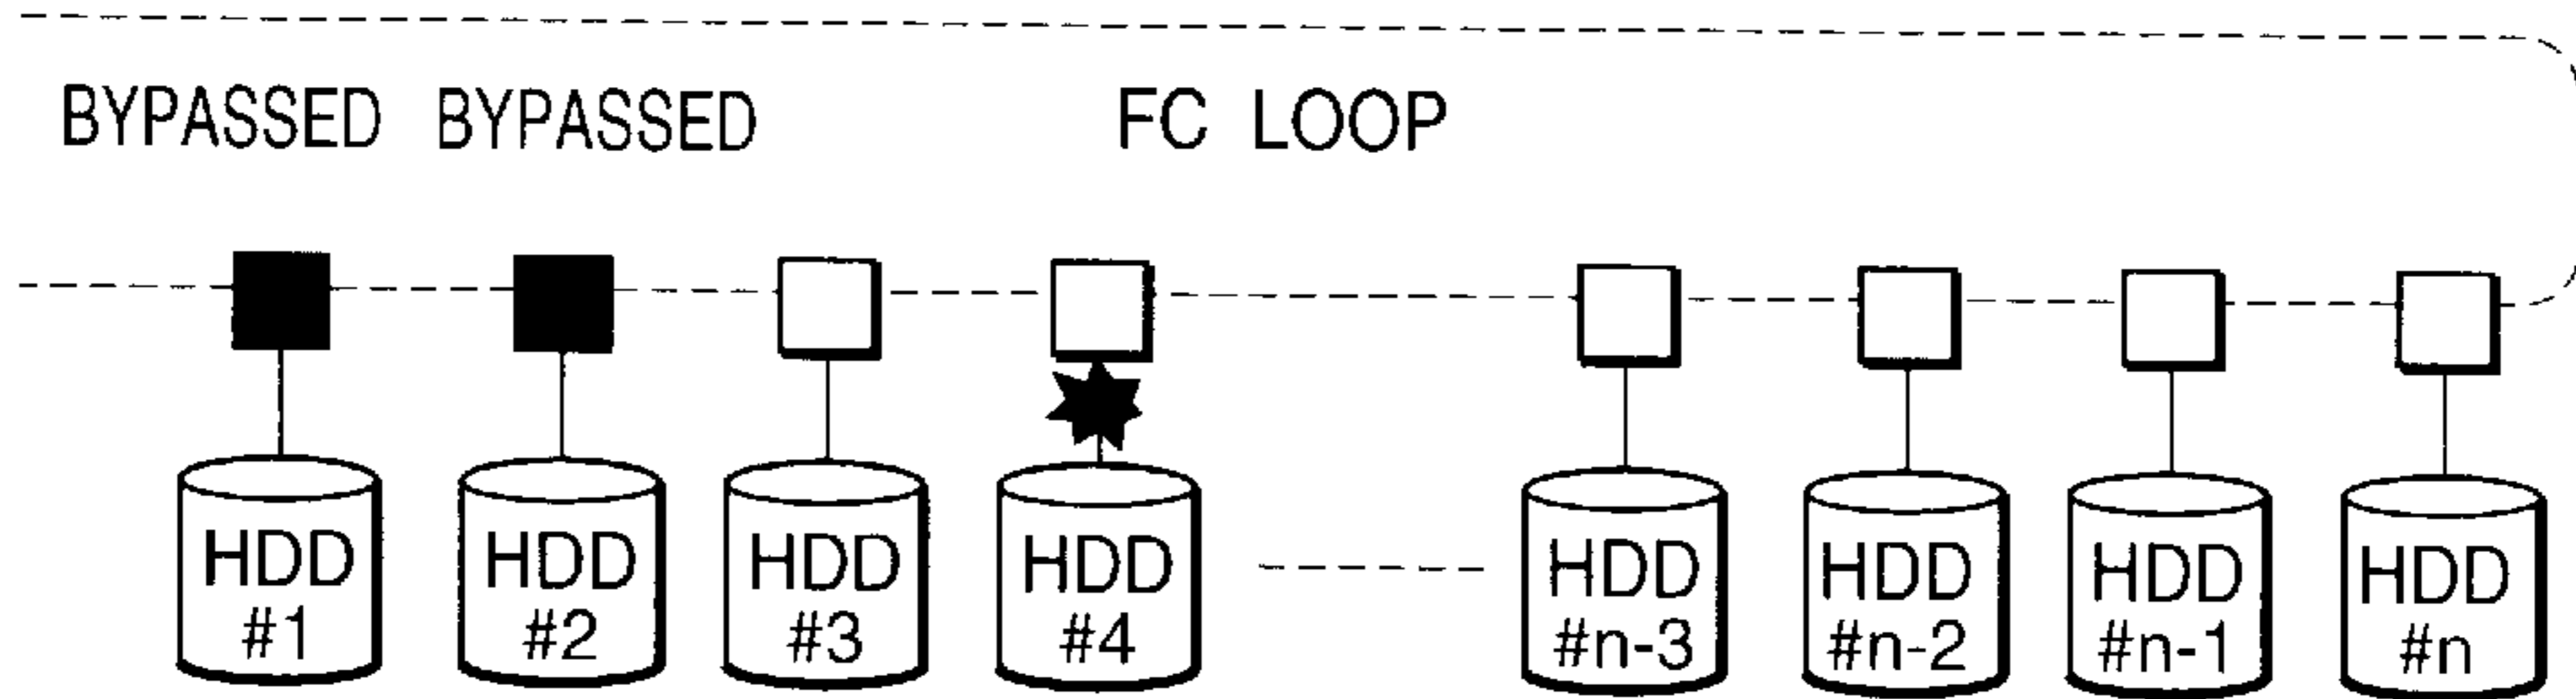 BYPASSED BYPASSED FC LOOP
HDD HDD HDD HDD HDD HDD HDD HDD
#1 #2 #3 #4 #n-3 #n-2 #n-1 #n